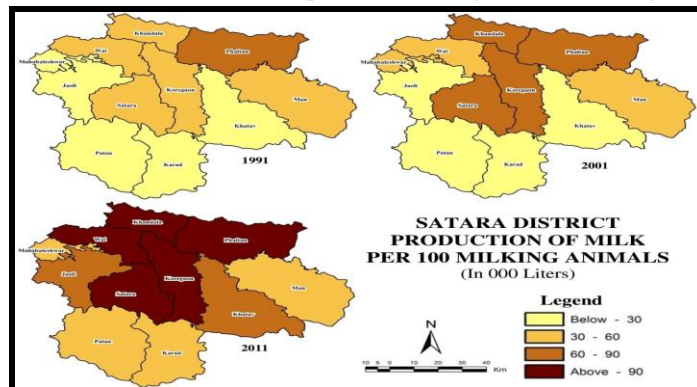 Khandala
Wai
Phaltan
Mahabaleshwar
Jaoli
Koregaon
Satara
Man
Khatav
Patan
Karad
1991
Khandala
Wai
Phaltan
Mahabaleshwar
Jaoli
Koregaon
Satara
Man
Khatav
Patan
Karad
2001
Khandala
Wai
Phaltan
Mahabaleshwar
Jaoli
Koregaon
Satara
Man
Khatav
Patan
Karad
2011
SATARA DISTRICT
PRODUCTION OF MILK
PER 100 MILKING ANIMALS
(In 000 Liters)
Legend
Below - 30
30 - 60
60 - 90
Above - 90
N
10 5 0 10 20 30 40
Km